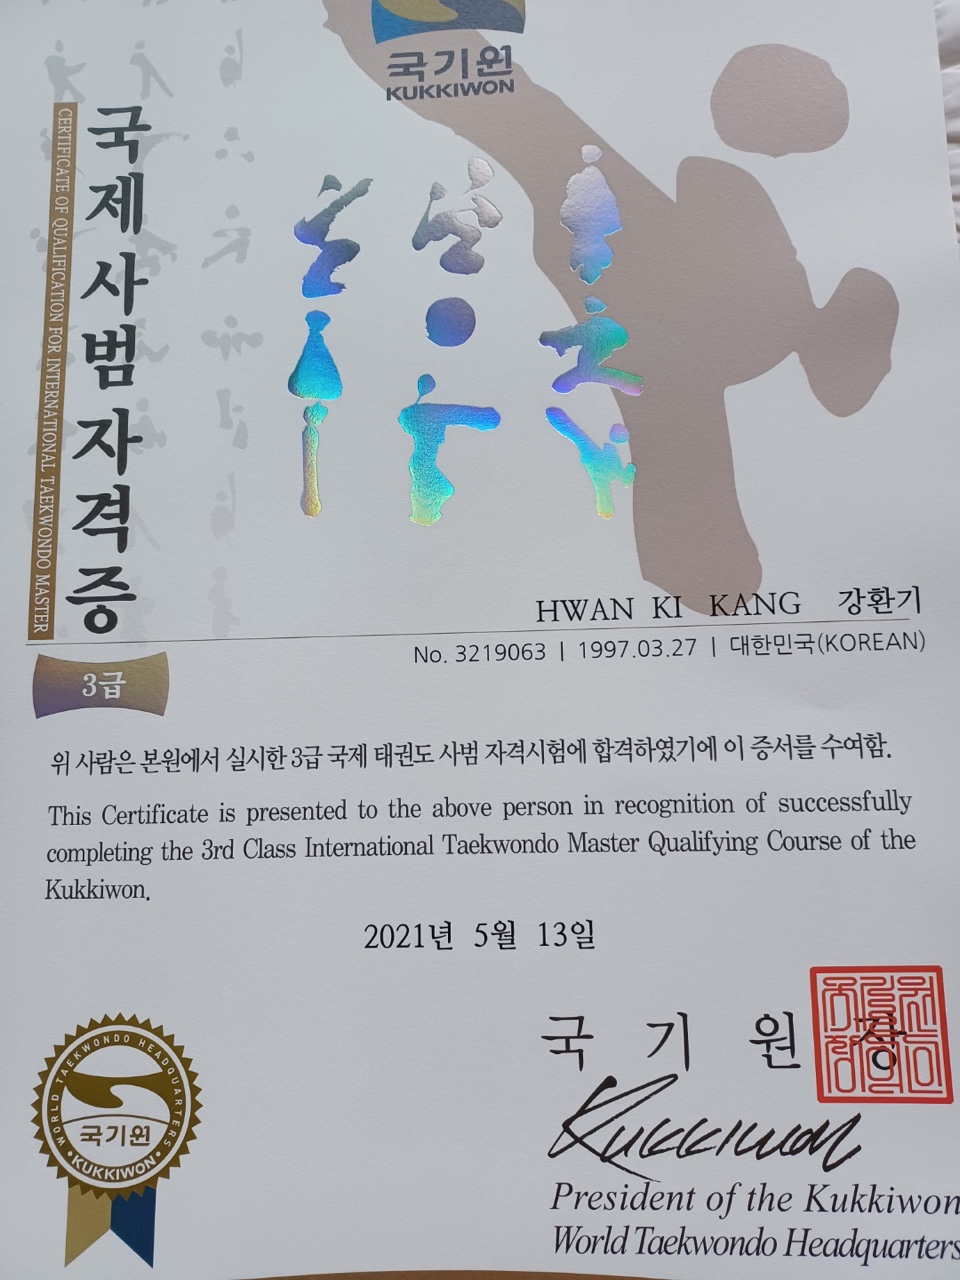 국기원
KUKKIWON
국제사범자격증
CERTIFICATE OF QUALIFICATION FOR INTERNATIONAL TAEKWONDO MASTER
HWAN KI KANG 강환기
No. 3219063 | 1997.03.27 | 대한민국(KOREAN)
3급
위 사람은 본원에서 실시한 3급 국제 태권도 사범 자격시험에 합격하였기에 이 증서를 수여함.
This Certificate is presented to the above person in recognition of successfully
completing the 3rd Class International Taekwondo Master Qualifying Course of the
Kukkiwon.
2021년 5월 13일
국 기 원 장
Kukkiwon
President of the Kukkiwon
World Taekwondo Headquarters
WORLD TAEKWONDO HEADQUARTERS
국기원
KUKKIWON